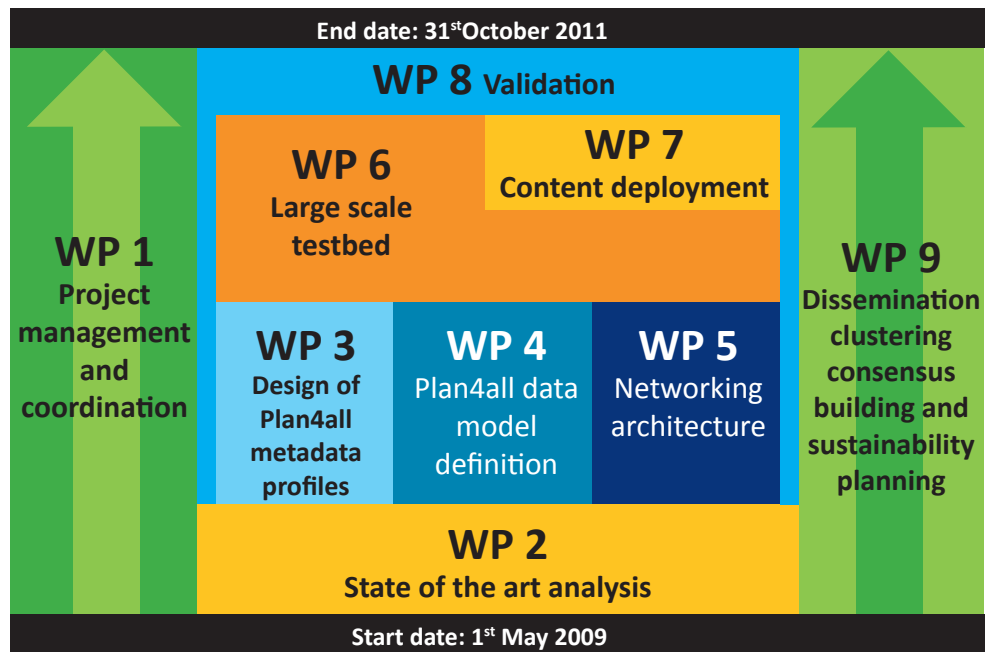 End date: 31stOctober 2011
WP 8 Validation
WP 6
Large scale
testbed
WP 7
Content deployment
WP 1
Project
management
and
coordination
WP 3
Design of
Plan4all
metadata
profiles
WP 4
Plan4all data
model
definition
WP 5
Networking
architecture
WP 9
Dissemination
clustering
consensus
building and
sustainability
planning
WP 2
State of the art analysis
Start date: 1st May 2009